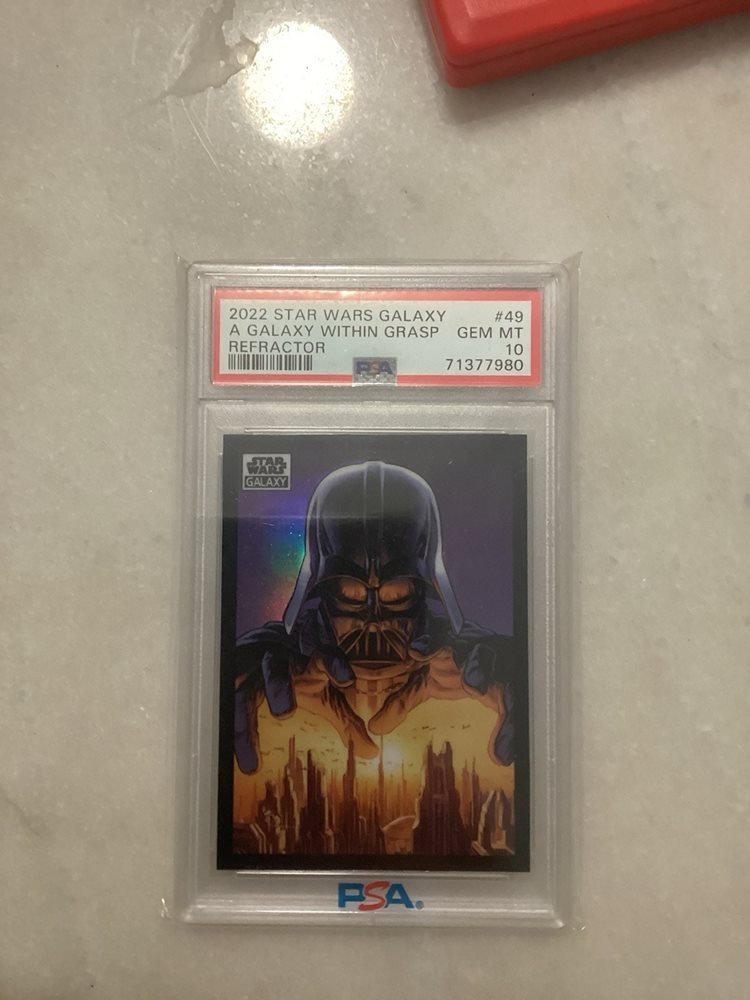 2022 STAR WARS GALAXY #49
A GALAXY WITHIN GRASP GEM MT
REFRACTOR 10
PSA 71377980
STAR
WARS
GALAXY
PSA®